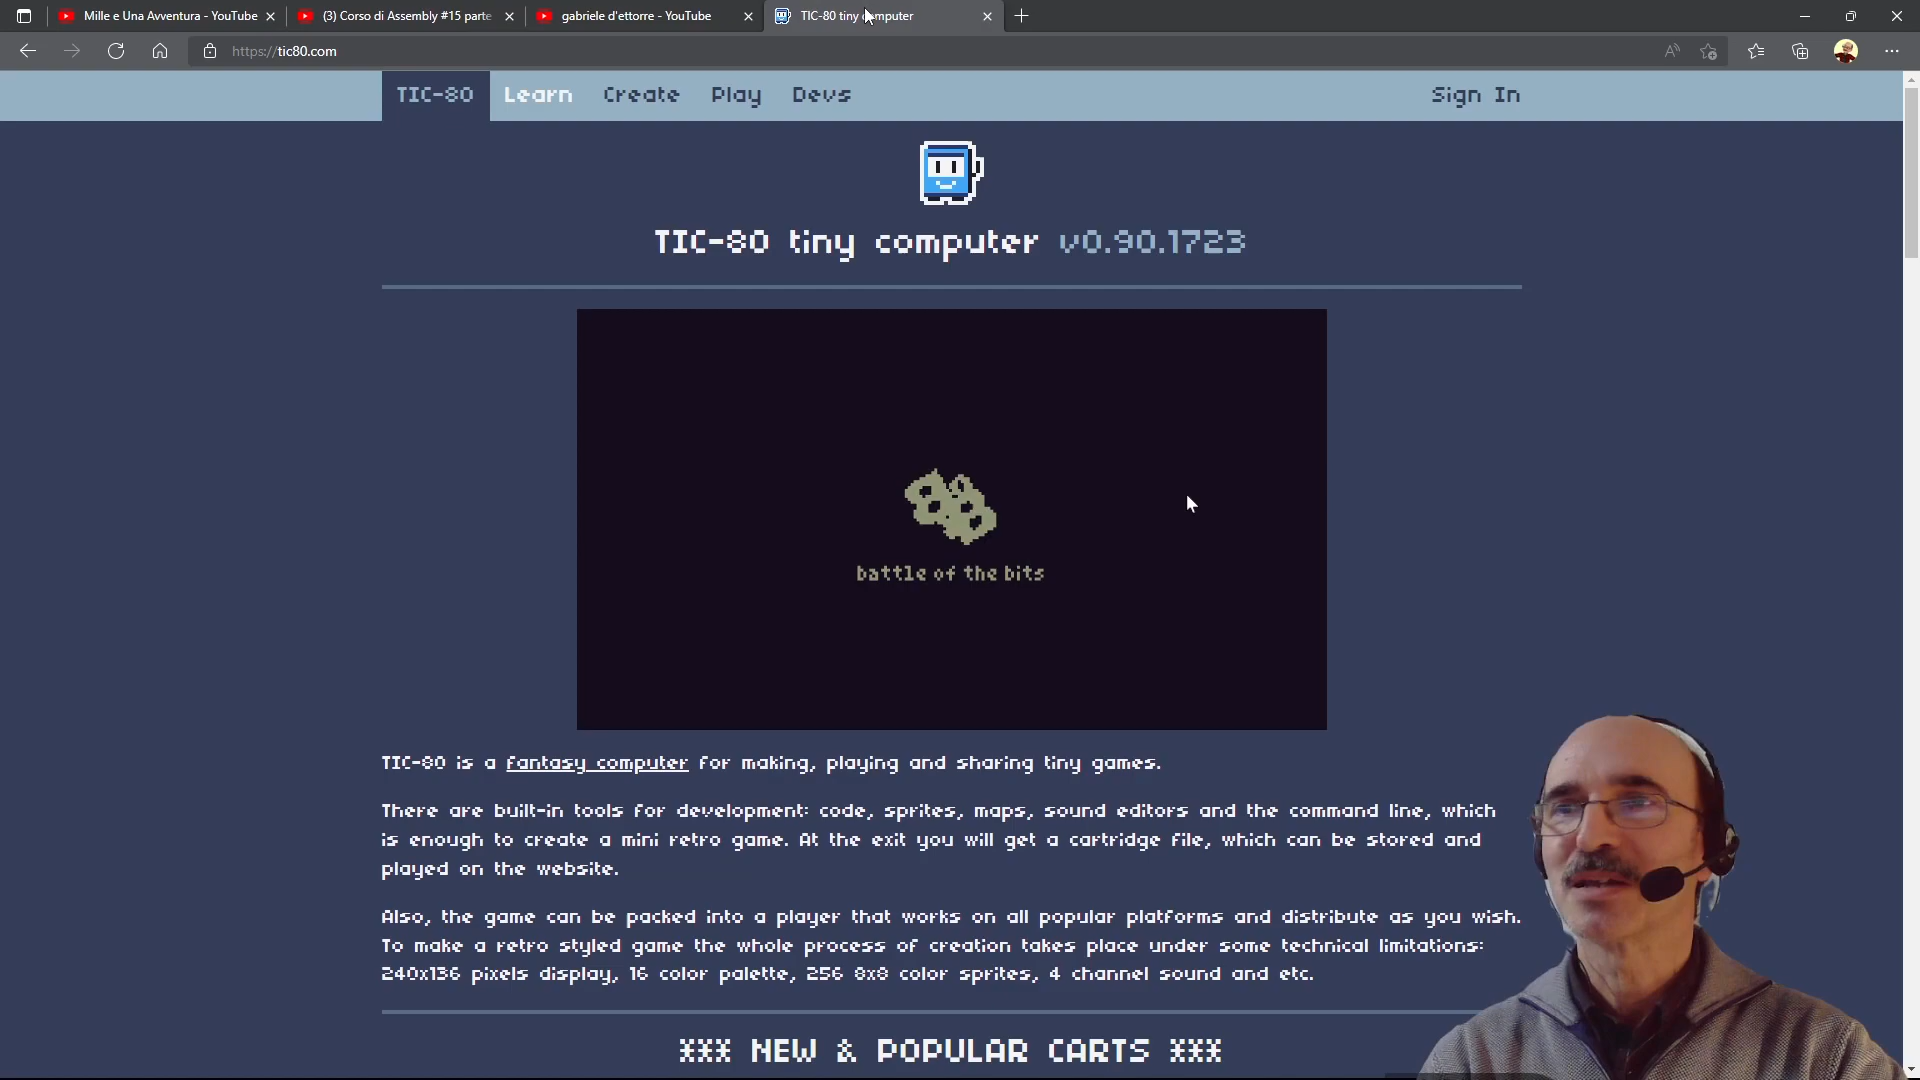 Mille e Una Avventura - YouTube
(3) Corso di Assembly #15 parte
gabriele d'ettorre - YouTube
TIC-80 tiny computer
https://tic80.com
TIC-80 Learn Create Play Devs Sign In
TIC-80 tiny computer v0.90.1723
battle of the bits
TIC-80 is a fantasy computer for making, playing and sharing tiny games.
There are built-in tools for development: code, sprites, maps, sound editors and the command line, which
is enough to create a mini retro game. At the exit you will get a cartridge file, which can be stored and
played on the website.
Also, the game can be packed into a player that works on all popular platforms and distribute as you wish.
To make a retro styled game the whole process of creation takes place under some technical limitations:
240x136 pixels display, 16 color palette, 256 8x8 color sprites, 4 channel sound and etc.
*** NEW & POPULAR CARTS ***